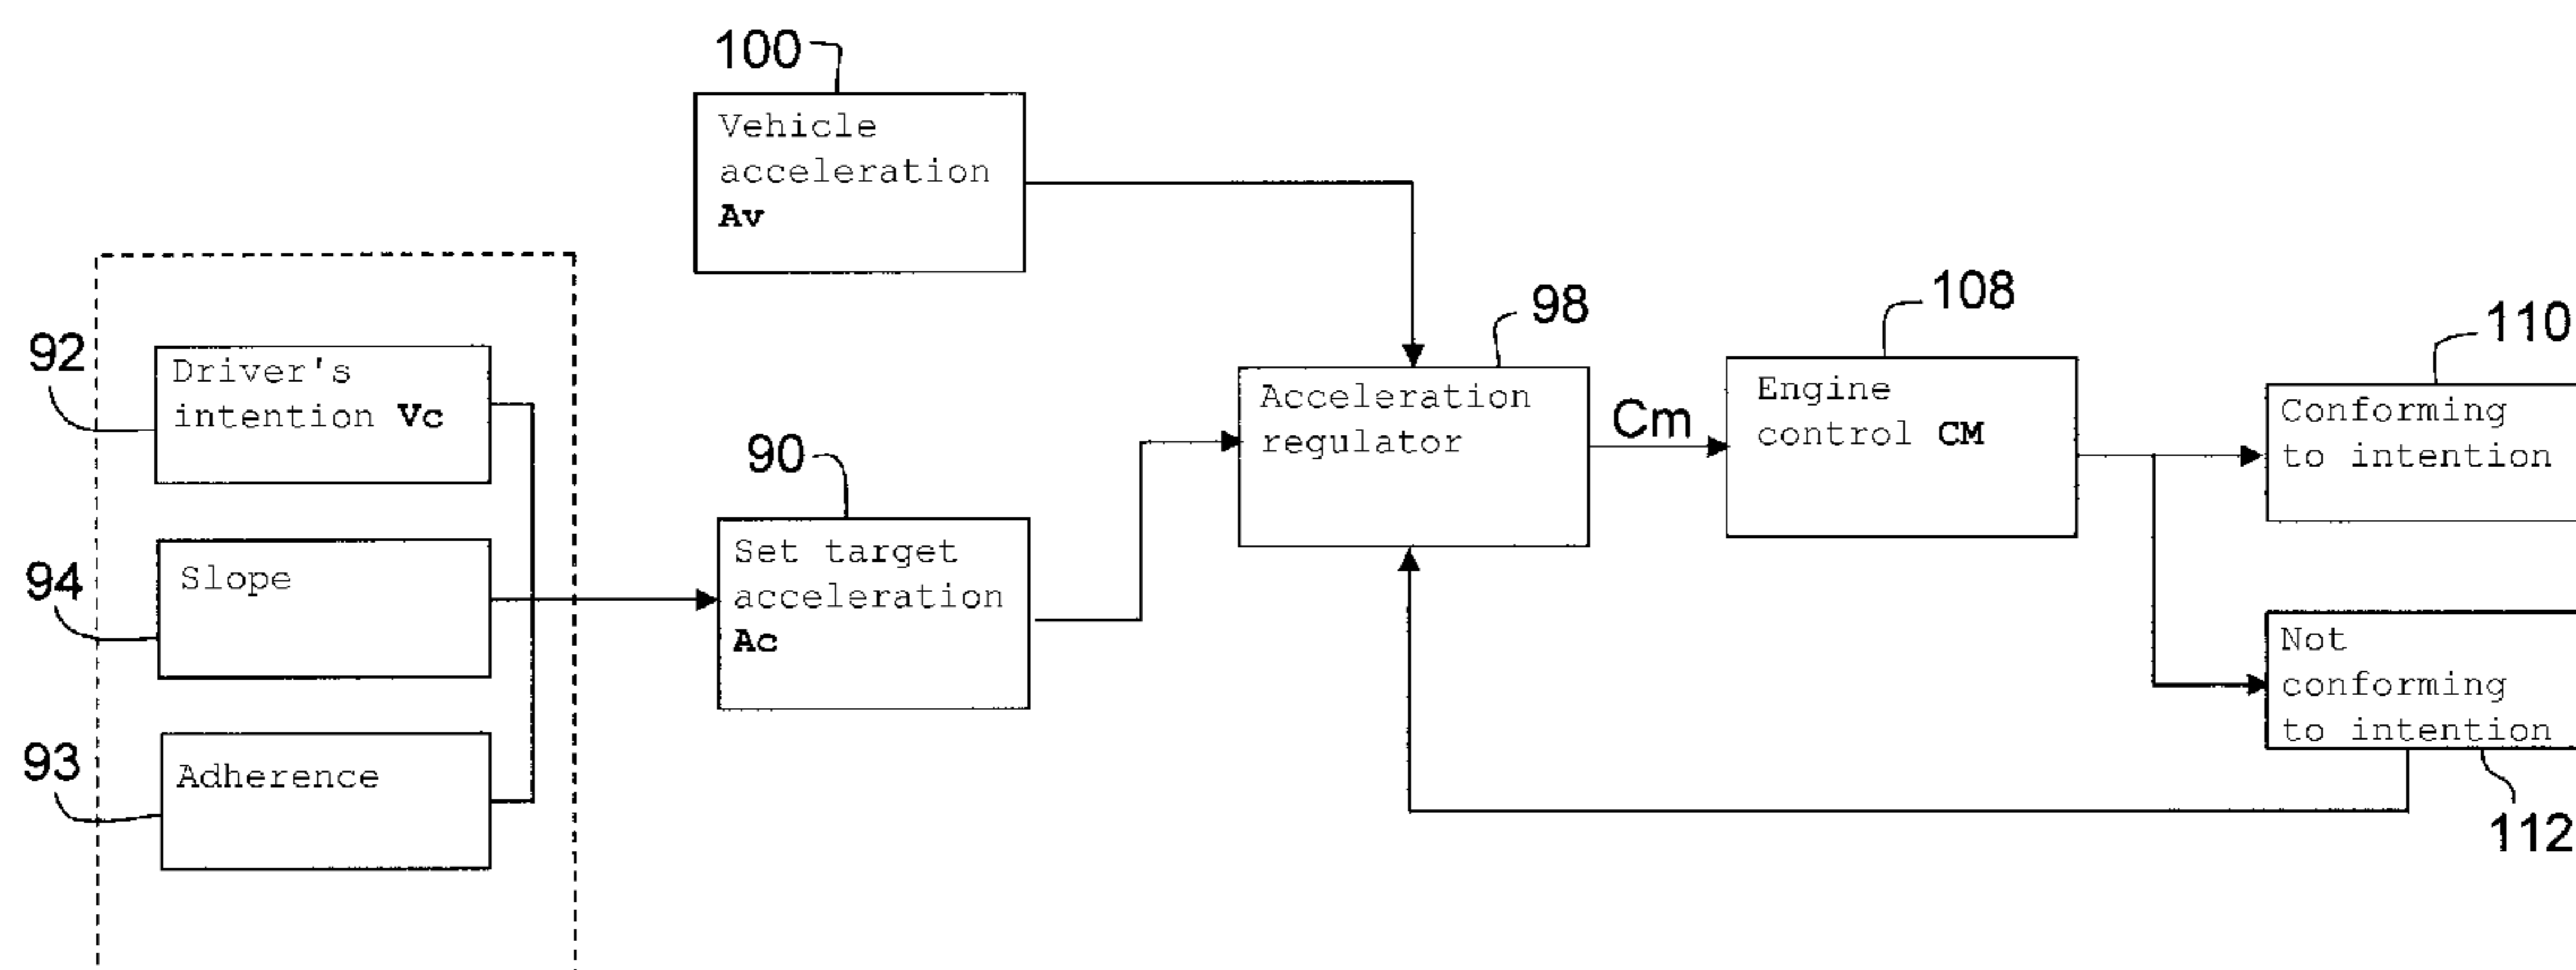 100
Vehicle
acceleration
Av
92
Driver's
intention Vc
94
Slope
93
Adherence
90
Set target
acceleration
Ac
98
Acceleration
regulator
Cm
108
Engine
control CM
110
Conforming
to intention
Not
conforming
to intention
112